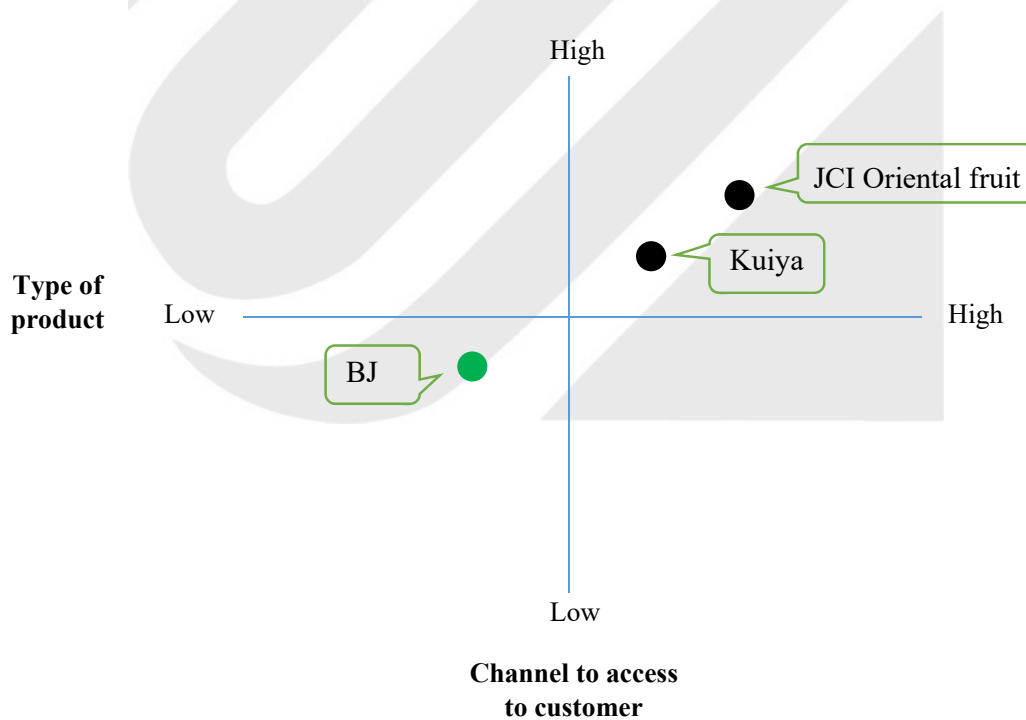 High
JCI Oriental fruit
Kuiya
Type of
product
Low
High
BJ
Low
Channel to access
to customer